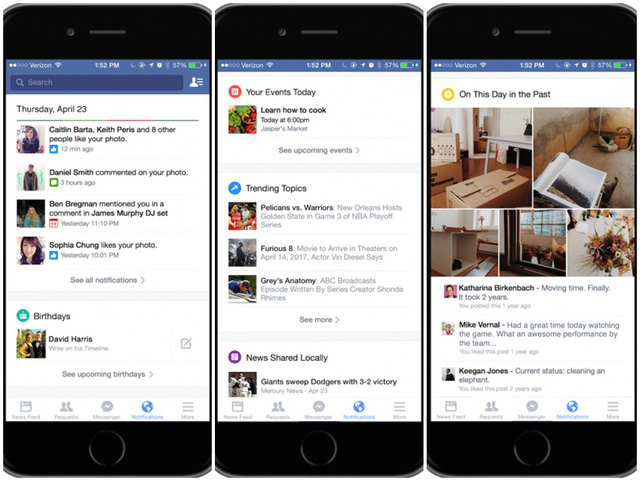 Verizon 1:52 PM 57%
Search
Thursday, April 23
Caitlin Barta, Keith Peris and 8 other
people like your photo.
12 min ago
Daniel Smith commented on your photo.
3 hours ago
Ben Bregman mentioned you in a
comment in James Murphy DJ set
Yesterday 11:10 PM
Sophia Chung likes your photo.
Yesterday 10:01 PM
See all notifications
Birthdays
David Harris
Write on his Timeline
See upcoming birthdays
News Feed Requests Messenger Notifications More
Verizon 1:52 PM 57%
Your Events Today
Learn how to cook
Today at 6:00pm
Jasper's Market
See upcoming events
Trending Topics
Pelicans vs. Warriors: New Orleans Hosts
Golden State in Game 3 of NBA Playoff
Series
Furious 8: Movie to Arrive in Theaters on
April 14, 2017, Actor Vin Diesel Says
Grey's Anatomy: ABC Broadcasts
Episode Written By Series Creator Shonda
Rhimes
See more
News Shared Locally
Giants sweep Dodgers with 3-2 victory
Mercury News · Apr 23
News Feed Requests Messenger Notifications More
Verizon 1:52 PM 57%
On This Day in the Past
Katharina Birkenbach - Moving time. Finally.
It took 2 years.
You posted this 1 year ago
Mike Vernal - Had a great time today watching
the game. What an awesome performance by
the team...
You liked this post 1 year ago
Keegan Jones - Current status: cleaning an
elephant.
You liked this post 2 years ago
News Feed Requests Messenger Notifications More